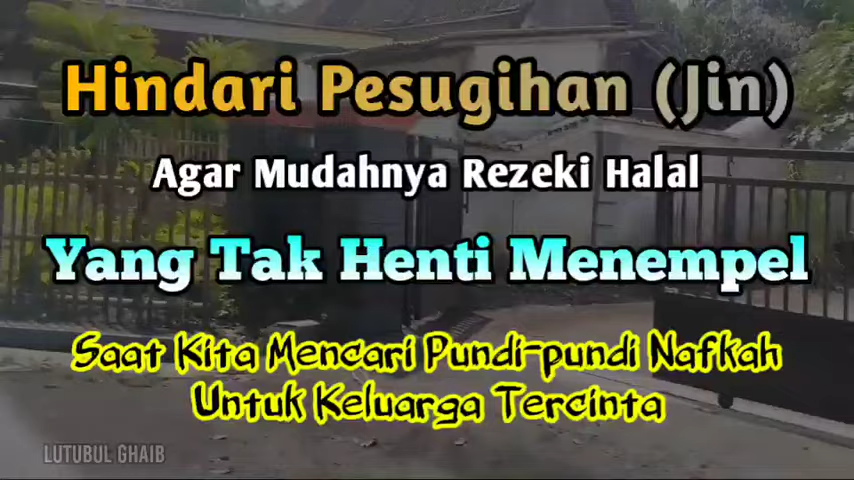 Hindari Pesugihan (Jin)
Agar Mudahnya Rezeki Halal
Yang Tak Henti Menempel
Saat Kita Mencari Pundi-pundi Nafkah
Untuk Keluarga Tercinta
LUTUBUL GHAIB